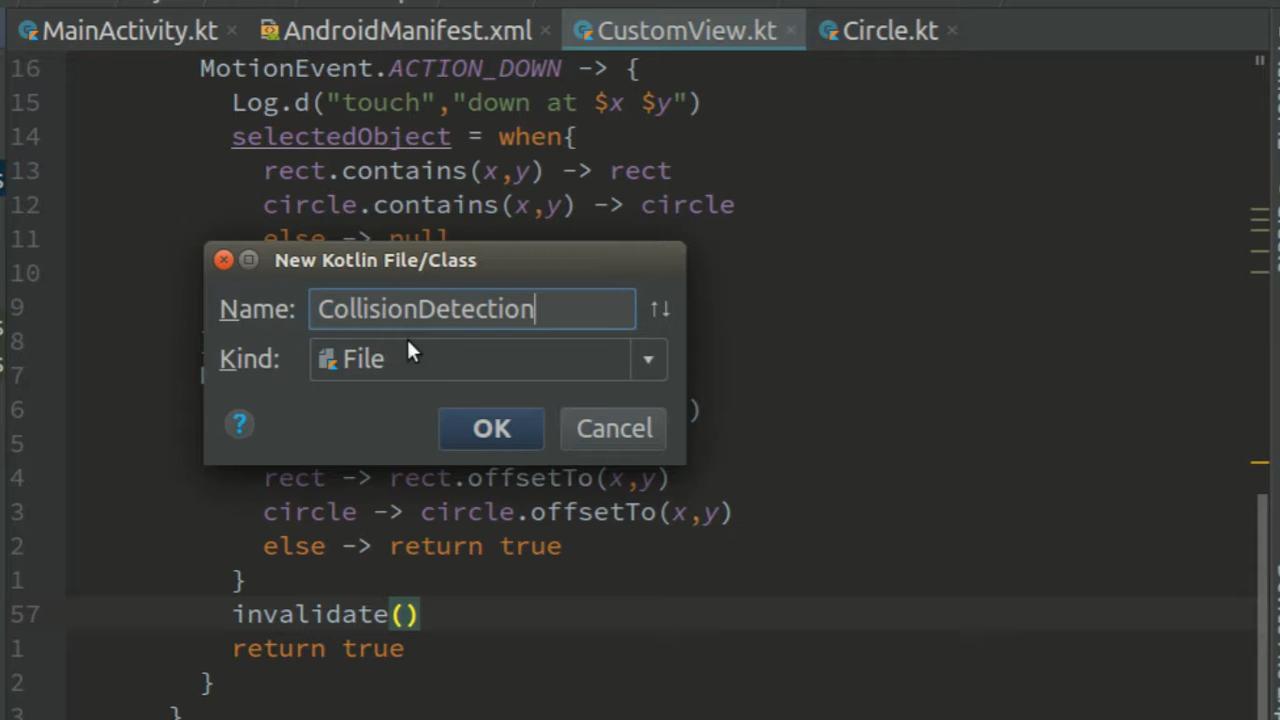 MainActivity.kt AndroidManifest.xml CustomView.kt Circle.kt
16 MotionEvent.ACTION_DOWN -> {
15 Log.d("touch","down at $x $y")
14 selectedObject = when{
13 rect.contains(x,y) -> rect
12 circle.contains(x,y) -> circle
11 else -> null
10
New Kotlin File/Class
9 Name: CollisionDetection
8 Kind: File
7
6 )
5 ? OK Cancel
4 rect -> rect.offsetTo(x,y)
3 circle -> circle.offsetTo(x,y)
2 else -> return true
1 }
57 invalidate()
1 return true
2 }
3 }